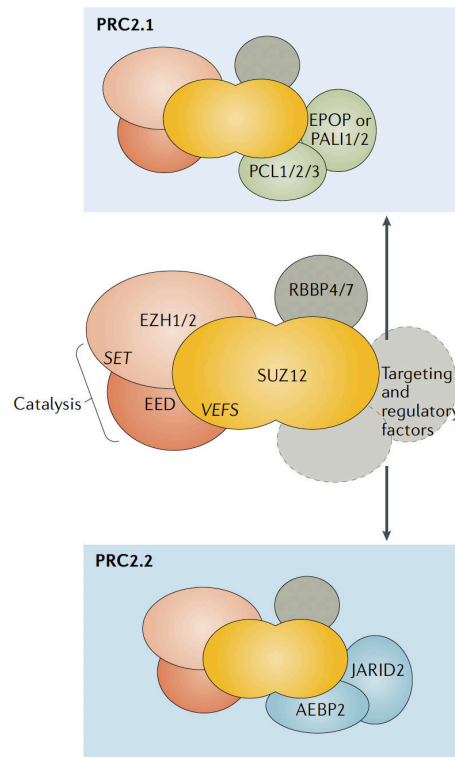 PRC2.1
EPOP or
PALI1/2
PCL1/2/3
RBBP4/7
EZH1/2
SET
SUZ12
Targeting
and
regulatory
factors
Catalysis
EED
VEFS
PRC2.2
JARID2
AEBP2